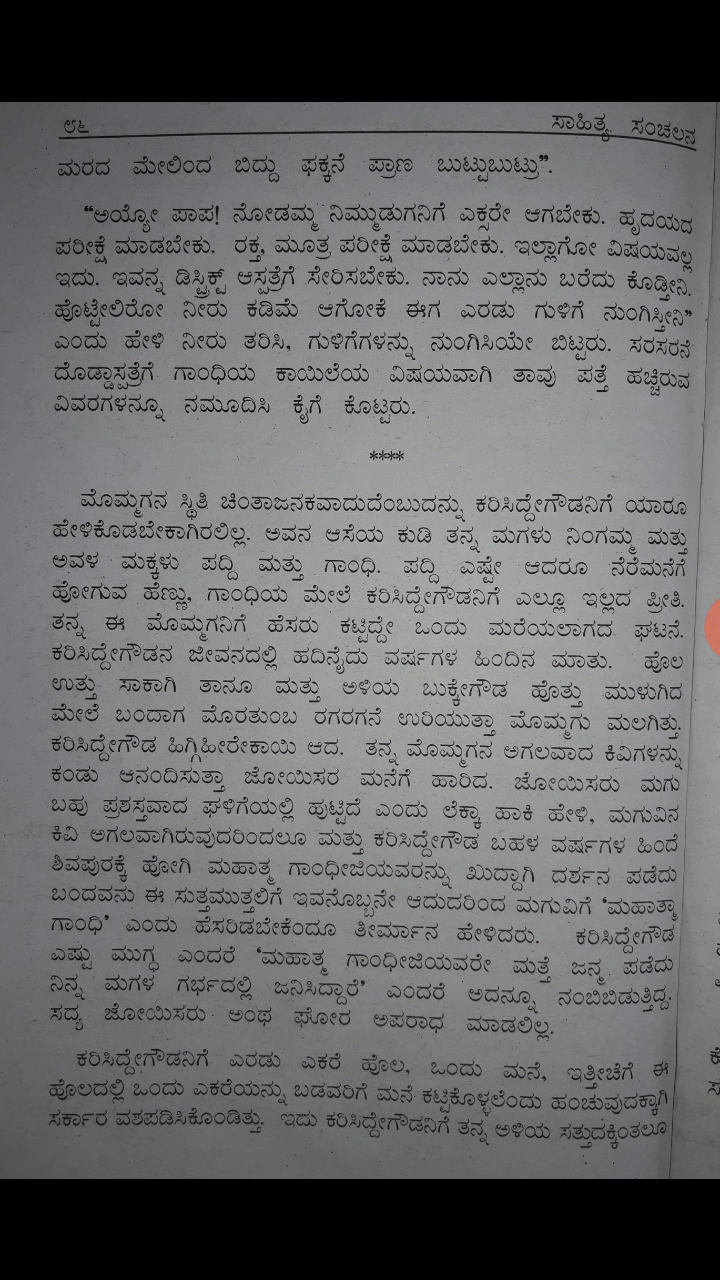 ೮೬ ಸಾಹಿತ್ಯ ಸಂಚಲನ
ಮರದ ಮೇಲಿಂದ ಬಿದ್ದು ಫಕ್ಕನೆ ಪ್ರಾಣ ಬುಟ್ಟುಬುಟ್ರು”.
“ಅಯ್ಯೋ ಪಾಪ! ನೋಡಮ್ಮ ನಿಮ್ಮುಡುಗನಿಗೆ ಎಕ್ಸರೇ ಆಗಬೇಕು. ಹೃದಯದ
ಪರೀಕ್ಷೆ ಮಾಡಬೇಕು. ರಕ್ತ, ಮೂತ್ರ ಪರೀಕ್ಷೆ ಮಾಡಬೇಕು. ಇಲ್ಲಾಗೋ ವಿಷಯವಲ್ಲ
ಇದು. ಇವನ್ನ ಡಿಸ್ಟ್ರಿಕ್ಟ್ ಆಸ್ಪತ್ರೆಗೆ ಸೇರಿಸಬೇಕು. ನಾನು ಎಲ್ಲಾನು ಬರೆದು ಕೊಡ್ತೀನಿ.
ಹೊಟ್ಟೇಲಿರೋ ನೀರು ಕಡಿಮೆ ಆಗೋಕೆ ಈಗ ಎರಡು ಗುಳಿಗೆ ನುಂಗಿಸ್ತೀನಿ”
ಎಂದು ಹೇಳಿ ನೀರು ತರಿಸಿ, ಗುಳಿಗೆಗಳನ್ನು ನುಂಗಿಸಿಯೇ ಬಿಟ್ಟರು. ಸರಸರನೆ
ದೊಡ್ಡಾಸ್ಪತ್ರೆಗೆ ಗಾಂಧಿಯ ಕಾಯಿಲೆಯ ವಿಷಯವಾಗಿ ತಾವು ಪತ್ತೆ ಹಚ್ಚಿರುವ
ವಿವರಗಳನ್ನೂ ನಮೂದಿಸಿ ಕೈಗೆ ಕೊಟ್ಟರು.
****
ಮೊಮ್ಮಗನ ಸ್ಥಿತಿ ಚಿಂತಾಜನಕವಾದುದೆಂಬುದನ್ನು ಕರಿಸಿದ್ದೇಗೌಡನಿಗೆ ಯಾರೂ
ಹೇಳಿಕೊಡಬೇಕಾಗಿರಲಿಲ್ಲ. ಅವನ ಆಸೆಯ ಕುಡಿ ತನ್ನ ಮಗಳು ನಿಂಗಮ್ಮ ಮತ್ತು
ಅವಳ ಮಕ್ಕಳು ಪದ್ದಿ ಮತ್ತು ಗಾಂಧಿ. ಪದ್ದಿ ಎಷ್ಟೇ ಆದರೂ ನೆರೆಮನೆಗೆ
ಹೋಗುವ ಹೆಣ್ಣು, ಗಾಂಧಿಯ ಮೇಲೆ ಕರಿಸಿದ್ದೇಗೌಡನಿಗೆ ಎಲ್ಲೂ ಇಲ್ಲದ ಪ್ರೀತಿ.
ತನ್ನ ಈ ಮೊಮ್ಮಗನಿಗೆ ಹೆಸರು ಕಟ್ಟಿದ್ದೇ ಒಂದು ಮರೆಯಲಾಗದ ಘಟನೆ.
ಕರಿಸಿದ್ದೇಗೌಡನ ಜೀವನದಲ್ಲಿ ಹದಿನೈದು ವರ್ಷಗಳ ಹಿಂದಿನ ಮಾತು. ಹೊಲ
ಉತ್ತು ಸಾಕಾಗಿ ತಾನೂ ಮತ್ತು ಅಳಿಯ ಬುಕ್ಕೇಗೌಡ ಹೊತ್ತು ಮುಳುಗಿದ
ಮೇಲೆ ಬಂದಾಗ ಮೊರತುಂಬ ರಗರಗನೆ ಉರಿಯುತ್ತಾ ಮೊಮ್ಮಗು ಮಲಗಿತ್ತು.
ಕರಿಸಿದ್ದೇಗೌಡ ಹಿಗ್ಗಿಹೀರೇಕಾಯಿ ಆದ. ತನ್ನ ಮೊಮ್ಮಗನ ಅಗಲವಾದ ಕಿವಿಗಳನ್ನು
ಕಂಡು ಆನಂದಿಸುತ್ತಾ ಜೋಯಿಸರ ಮನೆಗೆ ಹಾರಿದ. ಜೋಯಿಸರು ಮಗು
ಬಹು ಪ್ರಶಸ್ತವಾದ ಘಳಿಗೆಯಲ್ಲಿ ಹುಟ್ಟಿದೆ ಎಂದು ಲೆಕ್ಕಾ ಹಾಕಿ ಹೇಳಿ, ಮಗುವಿನ
ಕಿವಿ ಅಗಲವಾಗಿರುವುದರಿಂದಲೂ ಮತ್ತು ಕರಿಸಿದ್ದೇಗೌಡ ಬಹಳ ವರ್ಷಗಳ ಹಿಂದೆ
ಶಿವಪುರಕ್ಕೆ ಹೋಗಿ ಮಹಾತ್ಮ ಗಾಂಧೀಜಿಯವರನ್ನು ಖುದ್ದಾಗಿ ದರ್ಶನ ಪಡೆದು
ಬಂದವನು ಈ ಸುತ್ತಮುತ್ತಲಿಗೆ ಇವನೊಬ್ಬನೇ ಆದುದರಿಂದ ಮಗುವಿಗೆ ‘ಮಹಾತ್ಮಾ
ಗಾಂಧಿ’ ಎಂದು ಹೆಸರಿಡಬೇಕೆಂದೂ ತೀರ್ಮಾನ ಹೇಳಿದರು. ಕರಿಸಿದ್ದೇಗೌಡ
ಎಷ್ಟು ಮುಗ್ಧ ಎಂದರೆ ‘ಮಹಾತ್ಮ ಗಾಂಧೀಜಿಯವರೇ ಮತ್ತೆ ಜನ್ಮ ಪಡೆದು
ನಿನ್ನ ಮಗಳ ಗರ್ಭದಲ್ಲಿ ಜನಿಸಿದ್ದಾರೆ’ ಎಂದರೆ ಅದನ್ನೂ ನಂಬಿಬಿಡುತ್ತಿದ್ದ.
ಸದ್ಯ ಜೋಯಿಸರು ಅಂಥ ಘೋರ ಅಪರಾಧ ಮಾಡಲಿಲ್ಲ.
ಕರಿಸಿದ್ದೇಗೌಡನಿಗೆ ಎರಡು ಎಕರೆ ಹೊಲ, ಒಂದು ಮನೆ, ಇತ್ತೀಚೆಗೆ ಈ
ಹೊಲದಲ್ಲಿ ಒಂದು ಎಕರೆಯನ್ನು ಬಡವರಿಗೆ ಮನೆ ಕಟ್ಟಿಕೊಳ್ಳಲೆಂದು ಹಂಚುವುದಕ್ಕಾಗಿ
ಸರ್ಕಾರ ವಶಪಡಿಸಿಕೊಂಡಿತ್ತು. ಇದು ಕರಿಸಿದ್ದೇಗೌಡನಿಗೆ ತನ್ನ ಅಳಿಯ ಸತ್ತುದಕ್ಕಿಂತಲೂ